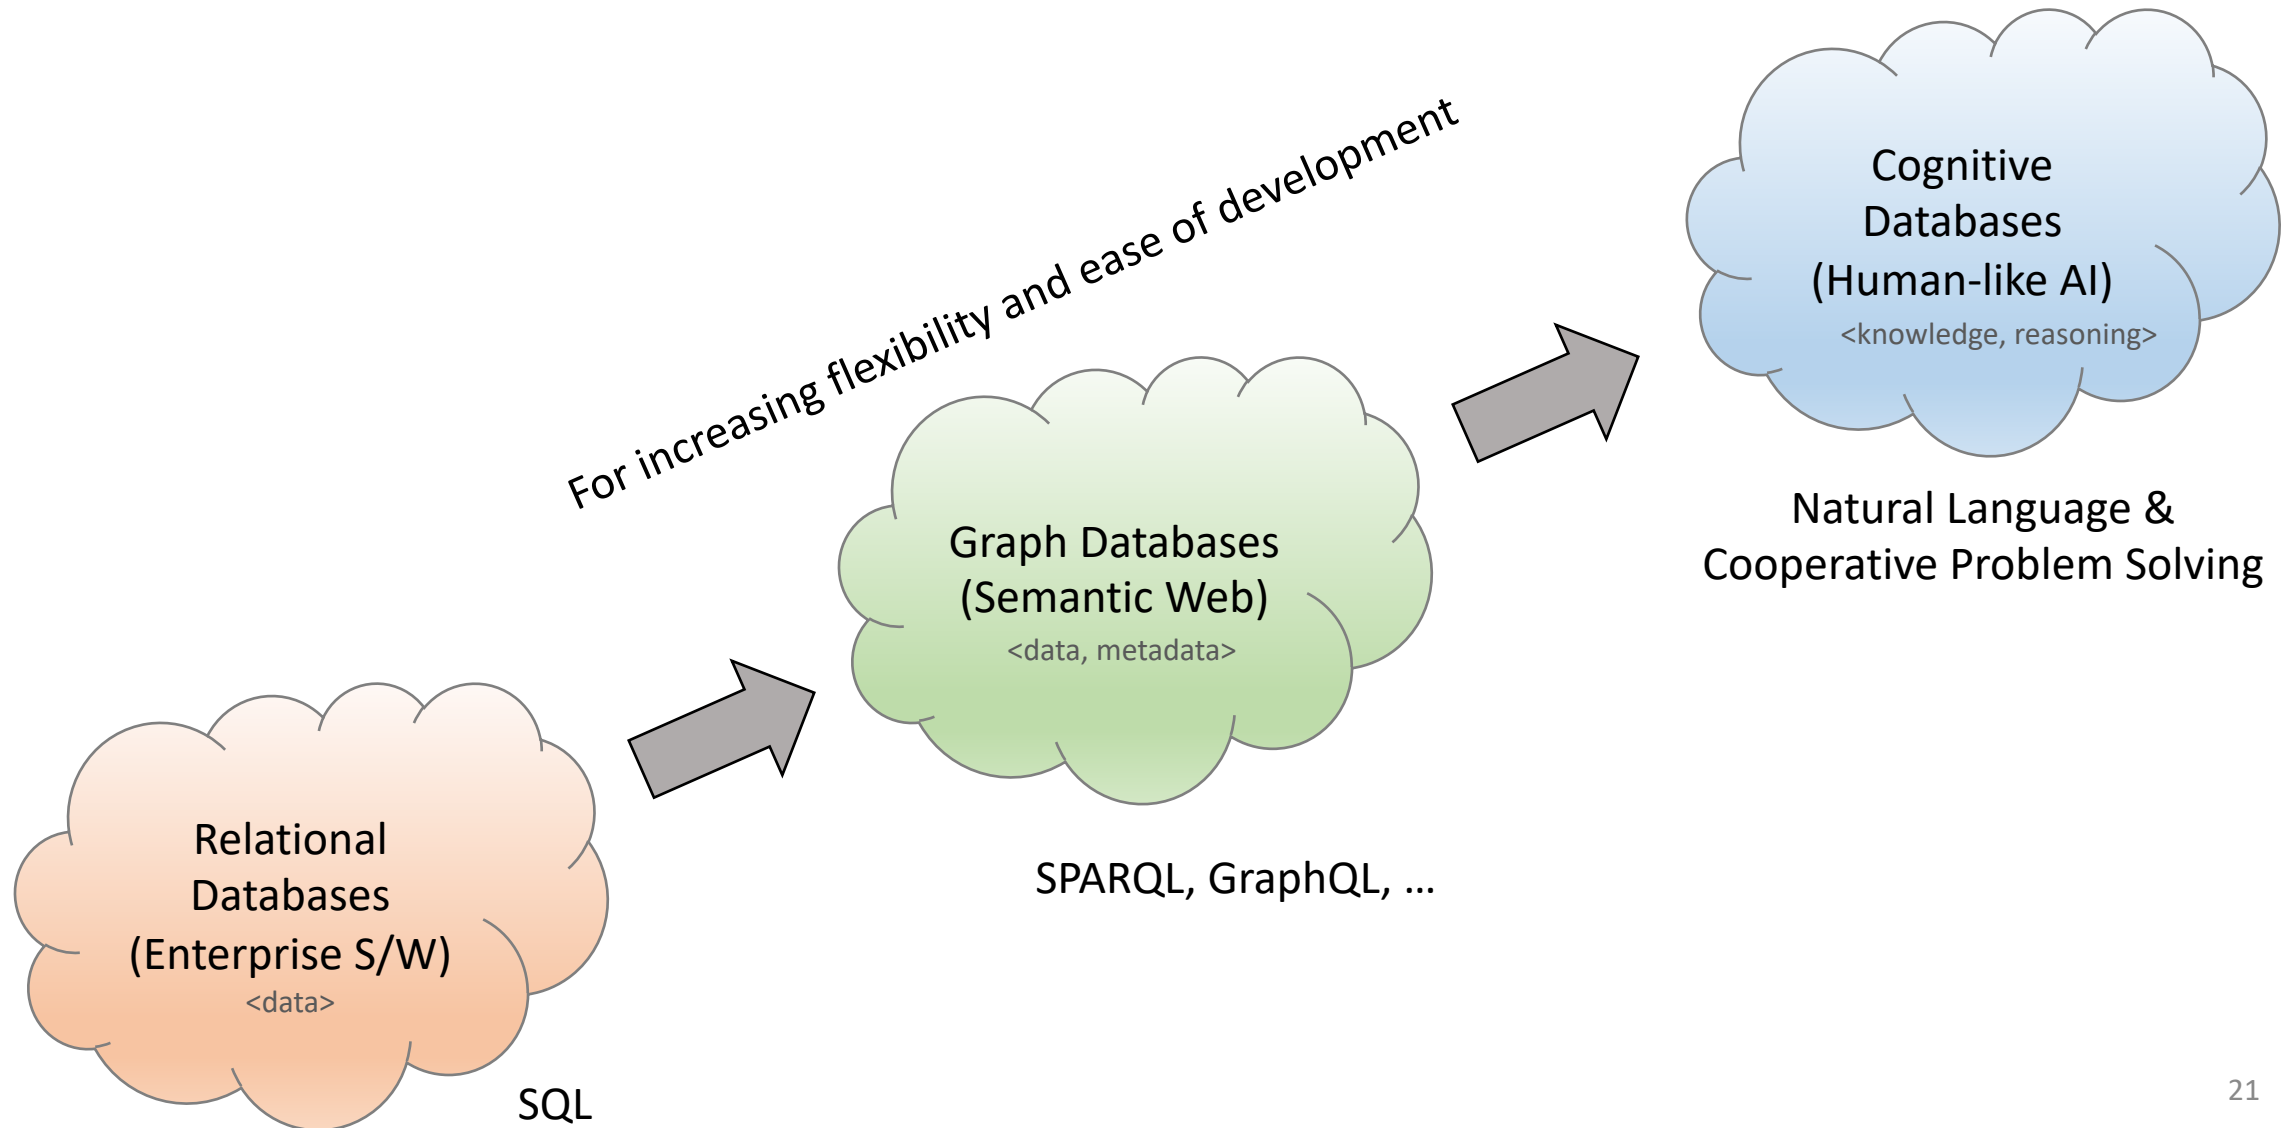 For increasing flexibility and ease of development
Cognitive
Databases
(Human-like AI)
<knowledge, reasoning>
Natural Language &
Cooperative Problem Solving
Graph Databases
(Semantic Web)
<data, metadata>
SPARQL, GraphQL, ...
Relational
Databases
(Enterprise S/W)
<data>
SQL
21